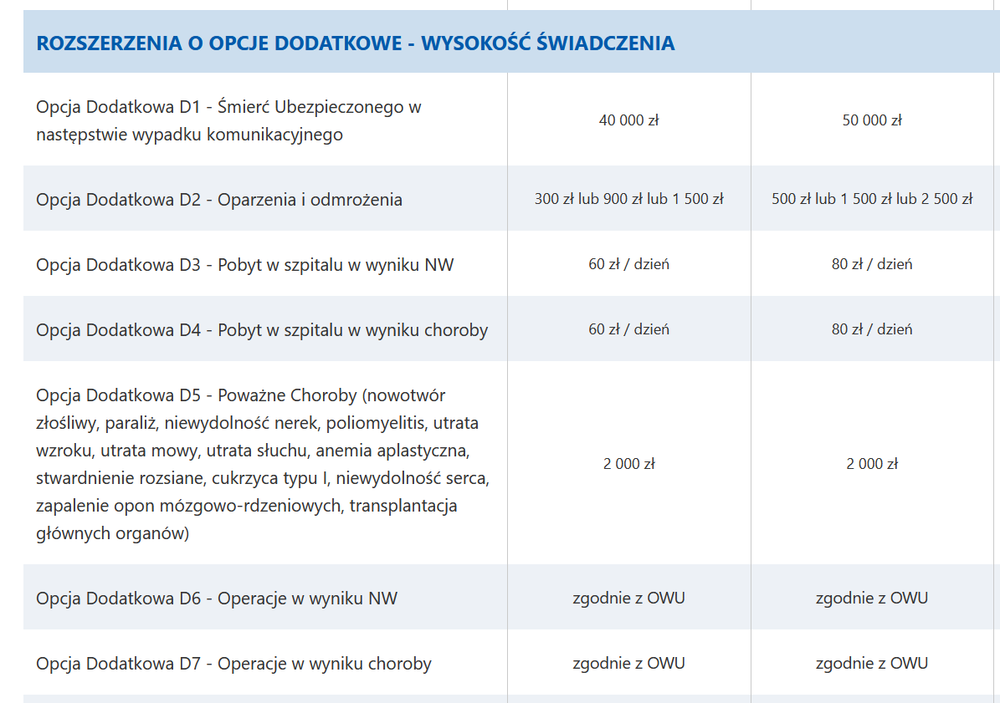 ROZSZERZENIA O OPCJE DODATKOWE - WYSOKOŚĆ ŚWIADCZENIA
Opcja Dodatkowa D1 - Śmierć Ubezpieczonego w
następstwie wypadku komunikacyjnego
40 000 zł
50 000 zł
Opcja Dodatkowa D2 - Oparzenia i odmrożenia
300 zł lub 900 zł lub 1 500 zł
500 zł lub 1 500 zł lub 2 500 zł
Opcja Dodatkowa D3 - Pobyt w szpitalu w wyniku NW
60 zł / dzień
80 zł / dzień
Opcja Dodatkowa D4 - Pobyt w szpitalu w wyniku choroby
60 zł / dzień
80 zł / dzień
Opcja Dodatkowa D5 - Poważne Choroby (nowotwór
złośliwy, paraliż, niewydolność nerek, poliomyelitis, utrata
wzroku, utrata mowy, utrata słuchu, anemia aplastyczna,
stwardnienie rozsiane, cukrzyca typu I, niewydolność serca,
zapalenie opon mózgowo-rdzeniowych, transplantacja
głównych organów)
2 000 zł
2 000 zł
Opcja Dodatkowa D6 - Operacje w wyniku NW
zgodnie z OWU
zgodnie z OWU
Opcja Dodatkowa D7 - Operacje w wyniku choroby
zgodnie z OWU
zgodnie z OWU